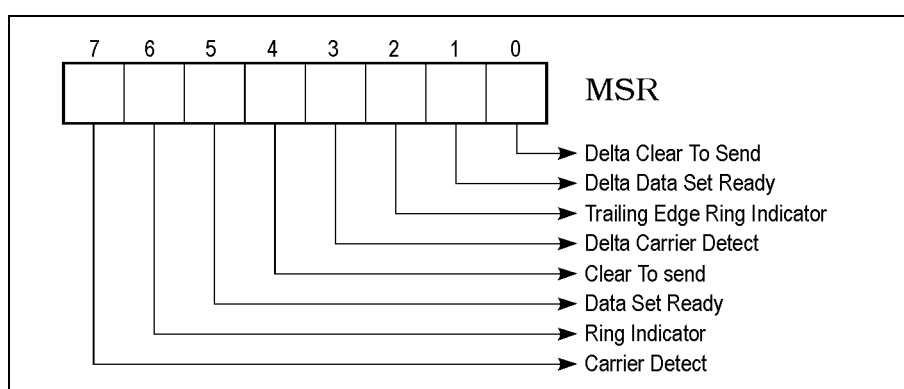 7 6 5 4 3 2 1 0
MSR
Delta Clear To Send
Delta Data Set Ready
Trailing Edge Ring Indicator
Delta Carrier Detect
Clear To send
Data Set Ready
Ring Indicator
Carrier Detect